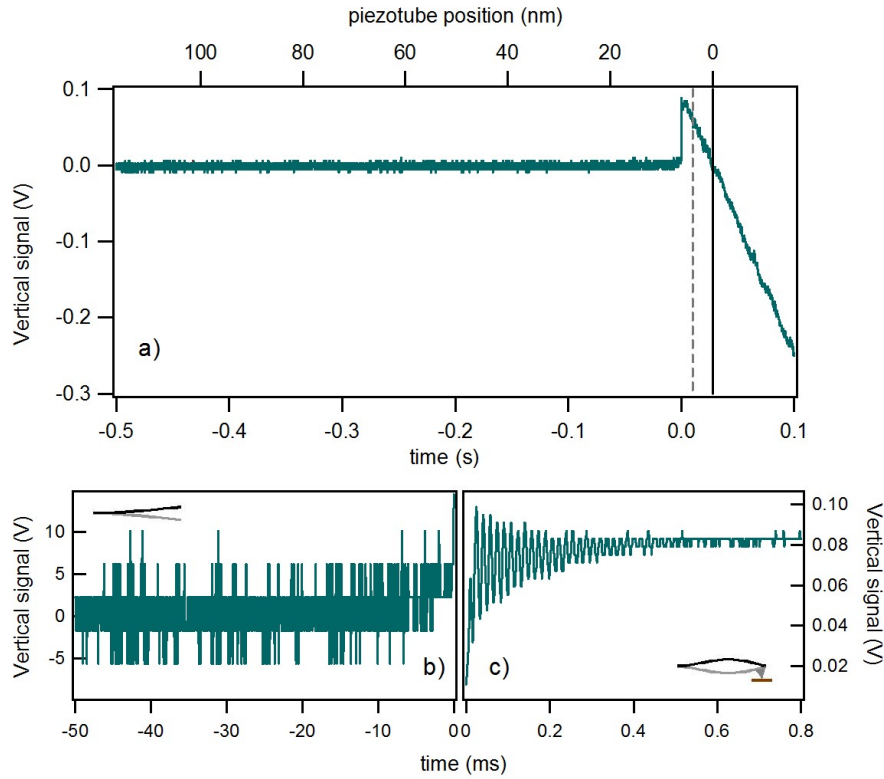 piezotube position (nm)
100 80 60 40 20 0
0.1
0.0
-0.1
-0.2
-0.3
Vertical signal (V)
a)
-0.5 -0.4 -0.3 -0.2 -0.1 0.0 0.1
time (s)
10
5
0
-5
Vertical signal (V)
b)
-50 -40 -30 -20 -10 0
c)
0.10
0.08
0.06
0.04
0.02
Vertical signal (V)
0 0.2 0.4 0.6 0.8
time (ms)